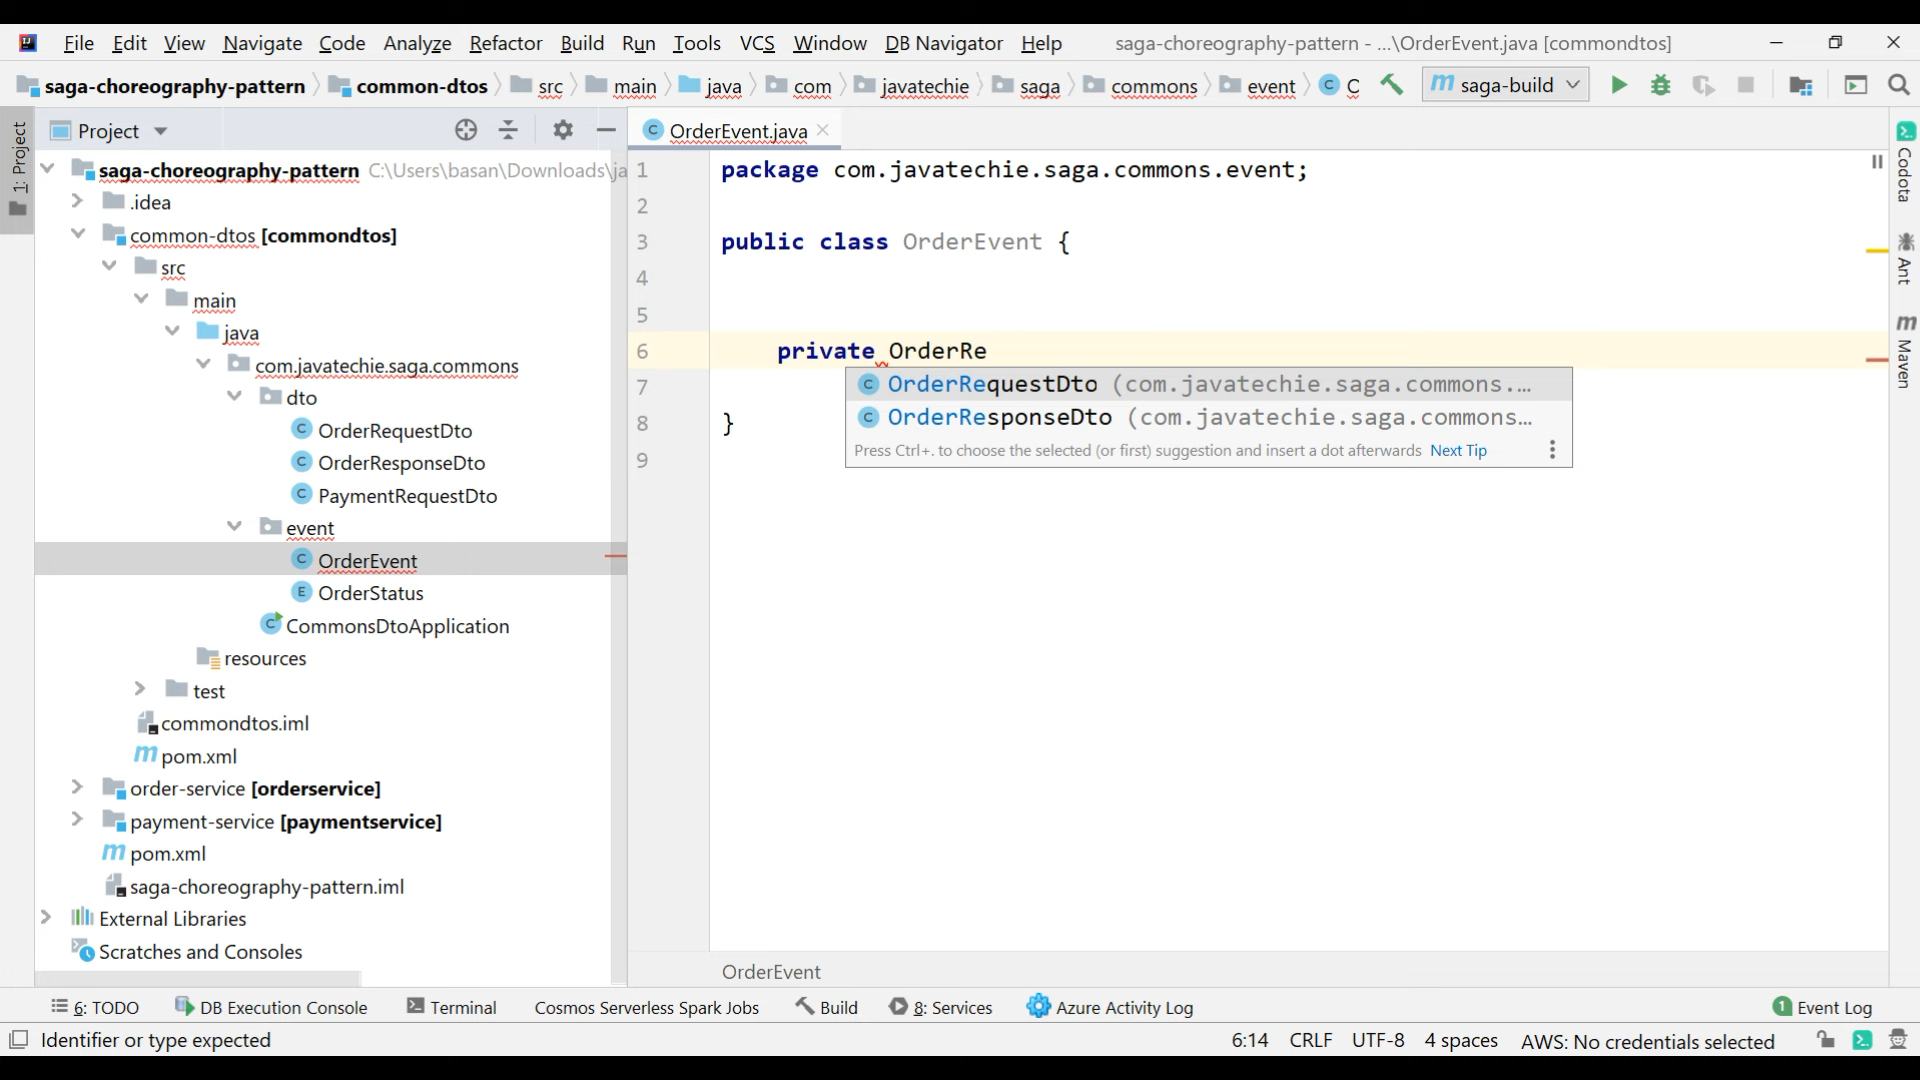 File Edit View Navigate Code Analyze Refactor Build Run Tools VCS Window DB Navigator Help saga-choreography-pattern - ...\OrderEvent.java [commondtos]
saga-choreography-pattern common-dtos src main java com javatechie saga commons event C saga-build
Project
OrderEvent.java
1: Project
saga-choreography-pattern C:\Users\basan\Downloads\ja
.idea
common-dtos [commondtos]
src
main
java
com.javatechie.saga.commons
dto
OrderRequestDto
OrderResponseDto
PaymentRequestDto
event
OrderEvent
OrderStatus
CommonsDtoApplication
resources
test
commondtos.iml
pom.xml
order-service [orderservice]
payment-service [paymentservice]
pom.xml
saga-choreography-pattern.iml
External Libraries
Scratches and Consoles
1 package com.javatechie.saga.commons.event;
2
3 public class OrderEvent {
4
5
6 private OrderRe
7
8 }
9
OrderRequestDto (com.javatechie.saga.commons....
OrderResponseDto (com.javatechie.saga.commons...
Press Ctrl+. to choose the selected (or first) suggestion and insert a dot afterwards Next Tip
Codota
Ant
Maven
OrderEvent
6: TODO DB Execution Console Terminal Cosmos Serverless Spark Jobs Build 8: Services Azure Activity Log 1 Event Log
Identifier or type expected 6:14 CRLF UTF-8 4 spaces AWS: No credentials selected